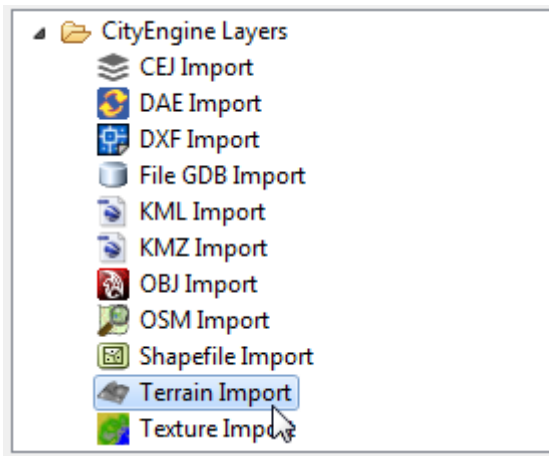 CityEngine Layers
CEJ Import
DAE Import
DXF Import
File GDB Import
KML Import
KMZ Import
OBJ Import
OSM Import
Shapefile Import
Terrain Import
Texture Import